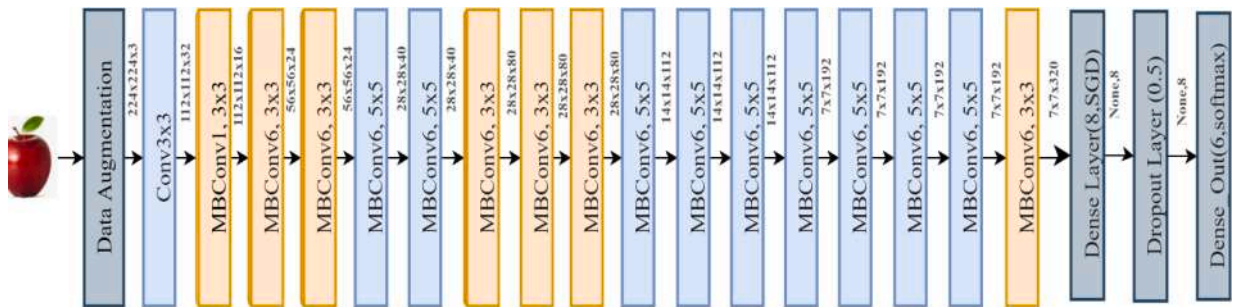 Data Augmentation
224x224x3
Conv3x3
112x112x32
MBConv1, 3x3
112x112x16
MBConv6, 3x3
56x56x24
MBConv6, 3x3
56x56x24
MBConv6, 5x5
28x28x40
MBConv6, 5x5
28x28x40
MBConv6, 3x3
28x28x80
MBConv6, 3x3
28x28x80
MBConv6, 3x3
28x28x80
MBConv6, 5x5
14x14x112
MBConv6, 5x5
14x14x112
MBConv6, 5x5
14x14x112
MBConv6, 5x5
7x7x192
MBConv6, 5x5
7x7x192
MBConv6, 5x5
7x7x192
MBConv6, 5x5
7x7x192
MBConv6, 3x3
7x7x320
Dense Layer(8,SGD)
None,8
Dropout Layer (0.5)
None,8
Dense_Out(6,softmax)